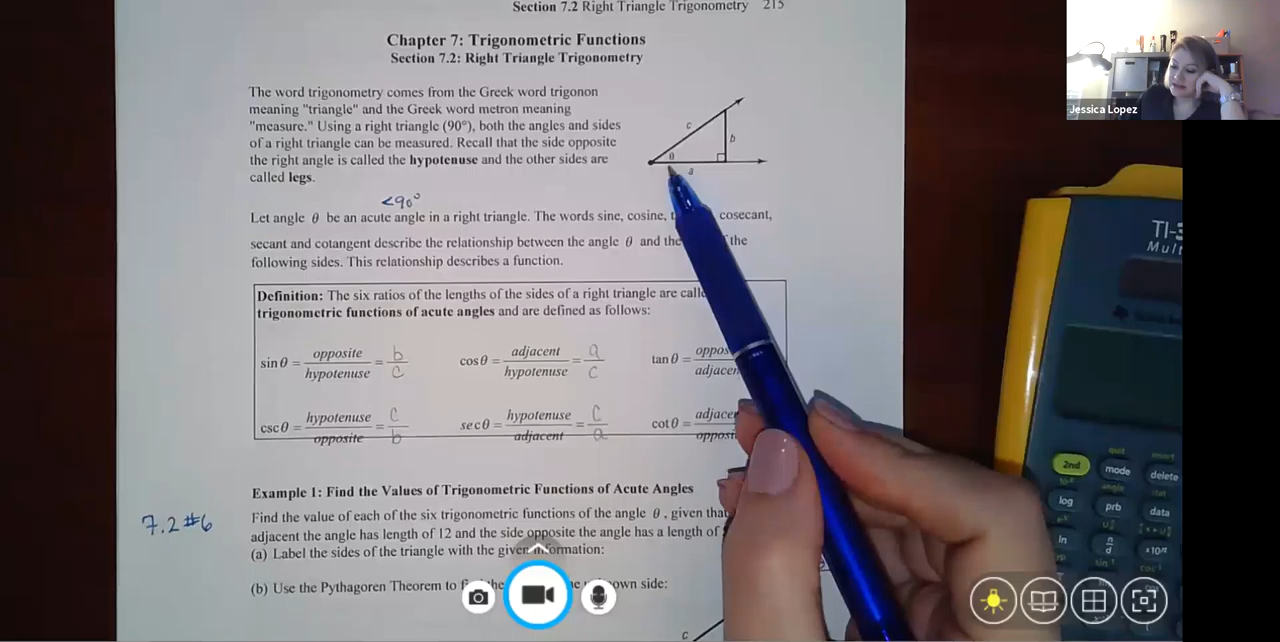 Section 7.2 Right Triangle Trigonometry 215
Chapter 7: Trigonometric Functions
Section 7.2: Right Triangle Trigonometry
Jessica Lopez
The word trigonometry comes from the Greek word trigonon
meaning "triangle" and the Greek word metron meaning
"measure." Using a right triangle (90°), both the angles and sides
of a right triangle can be measured. Recall that the side opposite
the right angle is called the hypotenuse and the other sides are
called legs.
c
b
θ
a
<90°
Let angle θ be an acute angle in a right triangle. The words sine, cosine, cosecant,
secant and cotangent describe the relationship between the angle θ and the the
following sides. This relationship describes a function.
Definition: The six ratios of the lengths of the sides of a right triangle are
trigonometric functions of acute angles and are defined as follows:
sin θ = opposite / hypotenuse = b / c
cos θ = adjacent / hypotenuse = a / c
tan θ =
csc θ = hypotenuse / opposite = c / b
sec θ = hypotenuse / adjacent = c / a
cot θ =
Example 1: Find the Values of Trigonometric Functions of Acute Angles
7.2 #6
Find the value of each of the six trigonometric functions of the angle θ, given
adjacent the angle has length of 12 and the side opposite the angle has a length of
(a) Label the sides of the triangle with the given information:
(b) Use the Pythagoren Theorem to own side:
c
2nd
mode
delete
log
prb
data
ln
n/d
quit
angle